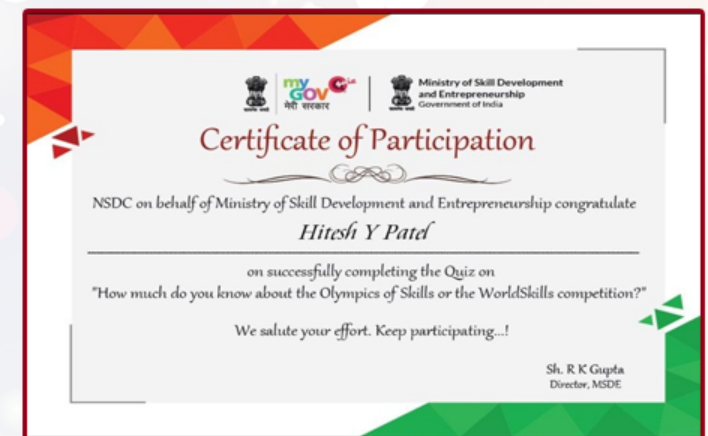 my
GOV
मेरी सरकार
Ministry of Skill Development
and Entrepreneurship
Government of India
Certificate of Participation
NSDC on behalf of Ministry of Skill Development and Entrepreneurship congratulate
Hitesh Y Patel
on successfully completing the Quiz on
"How much do you know about the Olympics of Skills or the WorldSkills competition?"
We salute your effort. Keep participating...!
Sh. R K Gupta
Director, MSDE